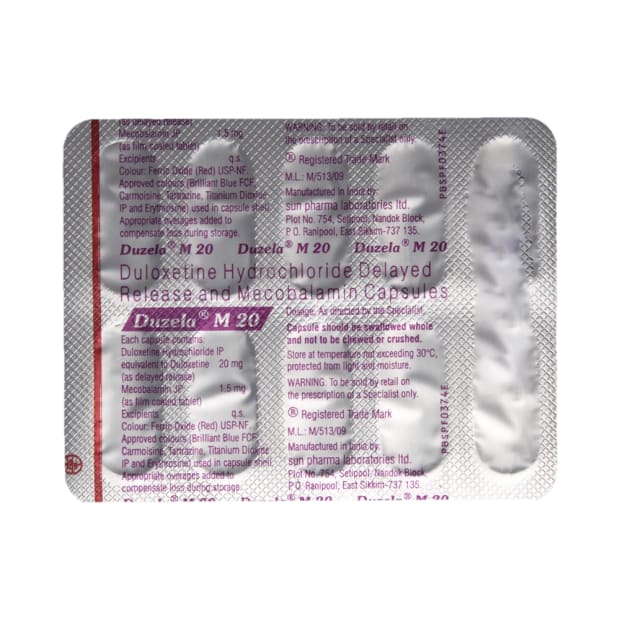 (as delayed release)
Mecobalamin JP 1.5 mg
(as film coated tablet)
Excipients q.s.
Colour: Ferric Oxide (Red) USP-NF.
Approved colours (Brilliant Blue FCF,
Carmoisine, Tartrazine, Titanium Dioxide
IP and Erythrosine) used in capsule shell.
Appropriate overages added to
compensate loss during storage.
WARNING: To be sold by retail on
the prescription of a Specialist only.
® Registered Trade Mark
M.L.: M/513/09
Manufactured in India by:
sun pharma laboratories ltd.
Plot No. 754, Setipool, Nandok Block,
P.O. Ranipool, East Sikkim-737 135.
PBSPF0374E
Duzela® M 20 Duzela® M 20 Duzela® M 20
Duloxetine Hydrochloride Delayed
Release and Mecobalamin Capsules
Duzela® M 20
Each capsule contains:
Duloxetine Hydrochloride IP
equivalent to Duloxetine 20 mg
(as delayed release)
Mecobalamin JP 1.5 mg
(as film coated tablet)
Excipients q.s.
Colour: Ferric Oxide (Red) USP-NF.
Approved colours (Brilliant Blue FCF,
Carmoisine, Tartrazine, Titanium Dioxide
IP and Erythrosine) used in capsule shell.
Appropriate overages added to
compensate loss during storage.
Dosage: As directed by the Specialist.
Capsule should be swallowed whole
and not to be chewed or crushed.
Store at temperature not exceeding 30°C,
protected from light and moisture.
WARNING: To be sold by retail on
the prescription of a Specialist only.
® Registered Trade Mark
M.L.: M/513/09
Manufactured in India by:
sun pharma laboratories ltd.
Plot No. 754, Setipool, Nandok Block,
P.O. Ranipool, East Sikkim-737 135.
PBSPF0374E
Duzela® M 20 Duzela® M 20 Duzela® M 20